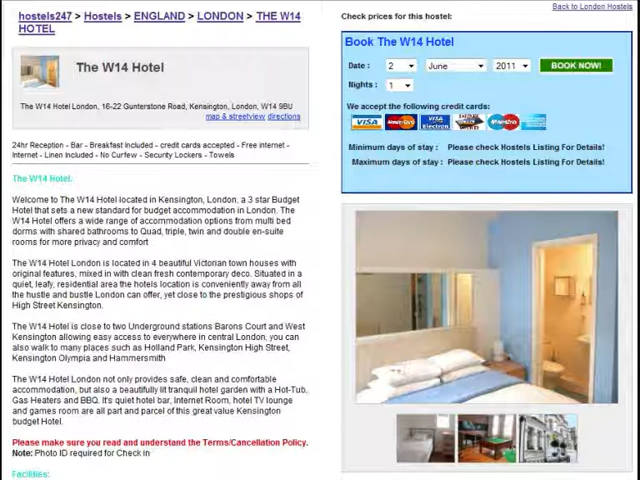 hostels247 > Hostels > ENGLAND > LONDON > THE W14
HOTEL
The W14 Hotel
The W14 Hotel London, 16-22 Gunterstone Road, Kensington, London, W14 9BU
map & streetview directions
24hr Reception - Bar - Breakfast Included - credit cards accepted - Free internet -
Internet - Linen Included - No Curfew - Security Lockers - Towels
The W14 Hotel.
Welcome to The W14 Hotel located in Kensington, London. a 3 star Budget
Hotel that sets a new standard for budget accommodation in London. The
W14 Hotel offers a wide range of accommodation options from multi bed
dorms with shared bathrooms to Quad, triple, twin and double en-suite
rooms for more privacy and comfort
The W14 Hotel London is located in 4 beautiful Victorian town houses with
original features, mixed in with clean fresh contemporary deco. Situated in a
quiet, leafy, residential area the hotels location is conveniently away from all
the hustle and bustle London can offer, yet close to the prestigious shops of
High Street Kensington.
The W14 Hotel is close to two Underground stations Barons Court and West
Kensington allowing easy access to everywhere in central London, you can
also walk to many places such as Holland Park, Kensington High Street,
Kensington Olympia and Hammersmith
The W14 Hotel London not only provides safe, clean and comfortable
accommodation, but also a beautifully lit tranquil hotel garden with a Hot-Tub,
Gas Heaters and BBQ. It's quiet hotel bar, Internet Room, hotel TV lounge
and games room are all part and parcel of this great value Kensington
budget Hotel.
Please make sure you read and understand the Terms/Cancellation Policy.
Note: Photo ID required for Check in
Facilities:
Back to London Hostels
Check prices for this hostel:
Book The W14 Hotel
Date : 2 June 2011 BOOK NOW!
Nights : 1
We accept the following credit cards:
VISA MasterCard VISA Electron Maestro
Minimum days of stay : Please check Hostels Listing For Details!
Maximum days of stay : Please check Hostels Listing For Details!